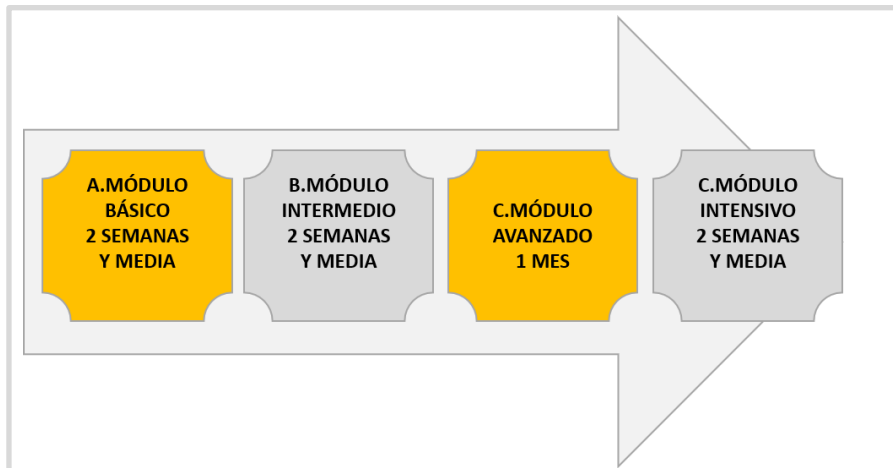 A.MÓDULO
BÁSICO
2 SEMANAS
Y MEDIA
B.MÓDULO
INTERMEDIO
2 SEMANAS
Y MEDIA
C.MÓDULO
AVANZADO
1 MES
C.MÓDULO
INTENSIVO
2 SEMANAS
Y MEDIA